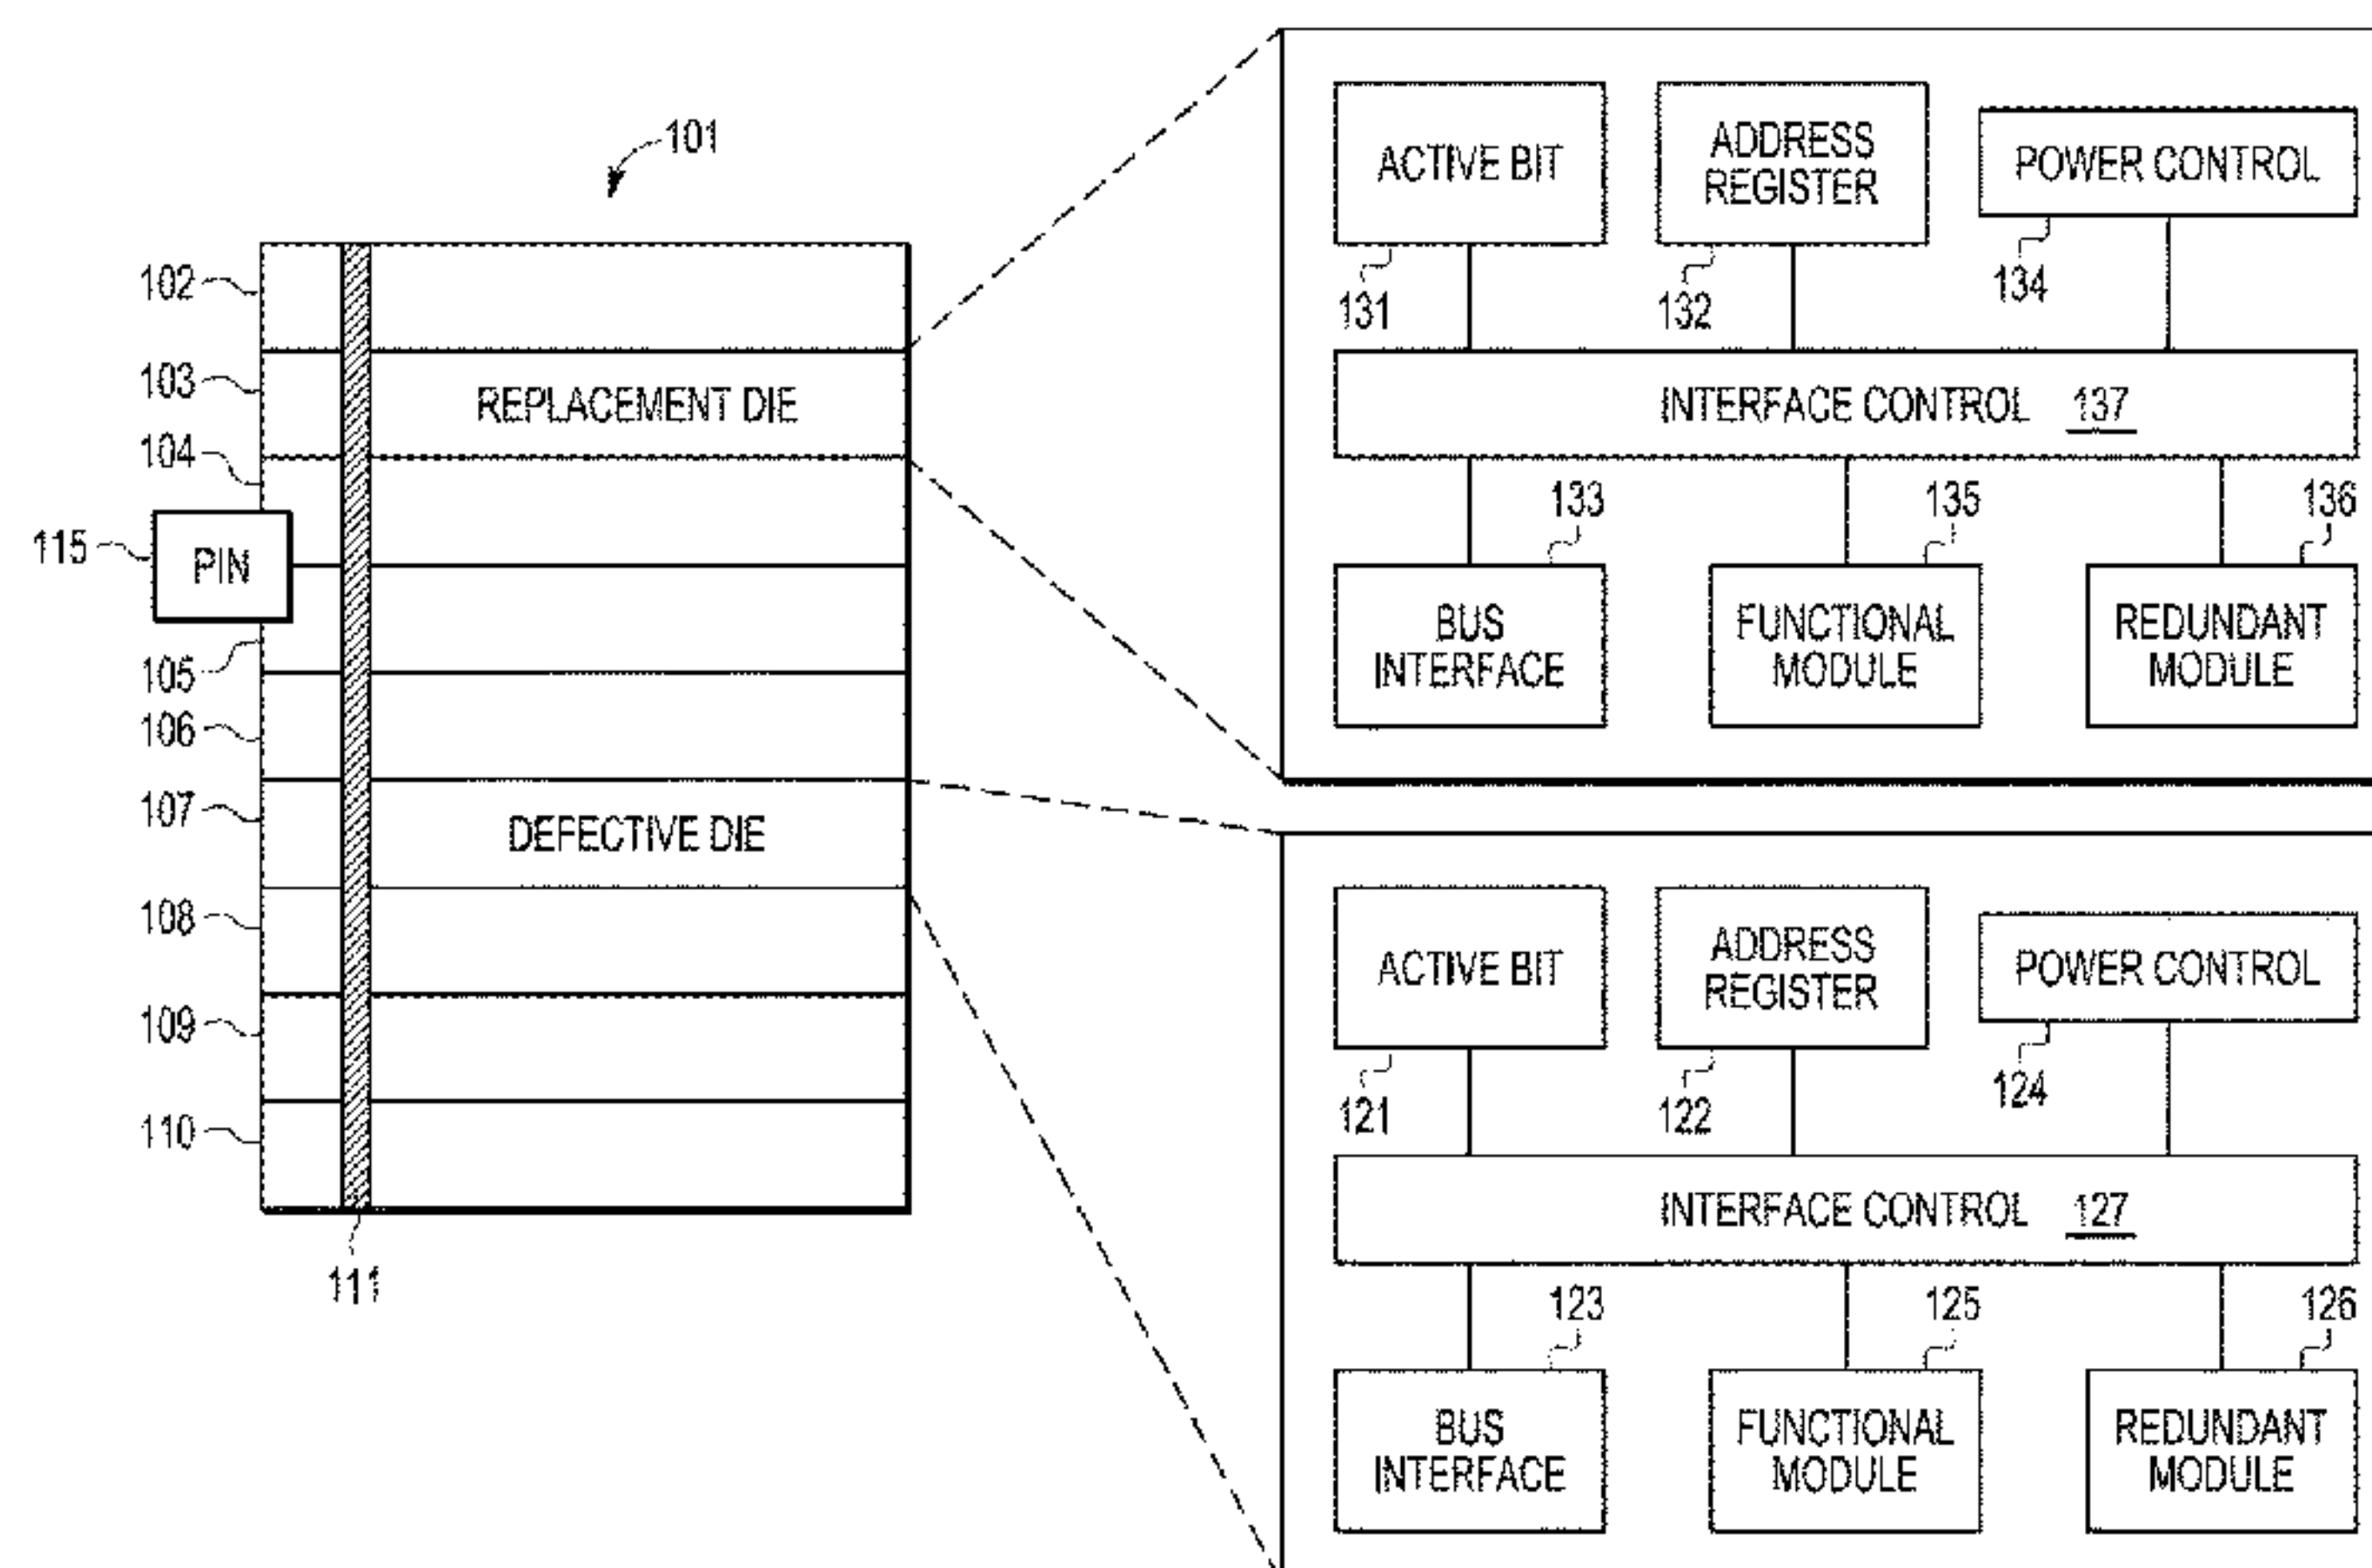 101
102
103
REPLACEMENT DIE
104
115
PIN
105
106
107
DEFECTIVE DIE
108
109
110
111
ACTIVE BIT
ADDRESS
REGISTER
POWER CONTROL
131
132
134
INTERFACE CONTROL 137
133
135
136
BUS
INTERFACE
FUNCTIONAL
MODULE
REDUNDANT
MODULE
ACTIVE BIT
ADDRESS
REGISTER
POWER CONTROL
121
122
124
INTERFACE CONTROL 127
123
125
126
BUS
INTERFACE
FUNCTIONAL
MODULE
REDUNDANT
MODULE